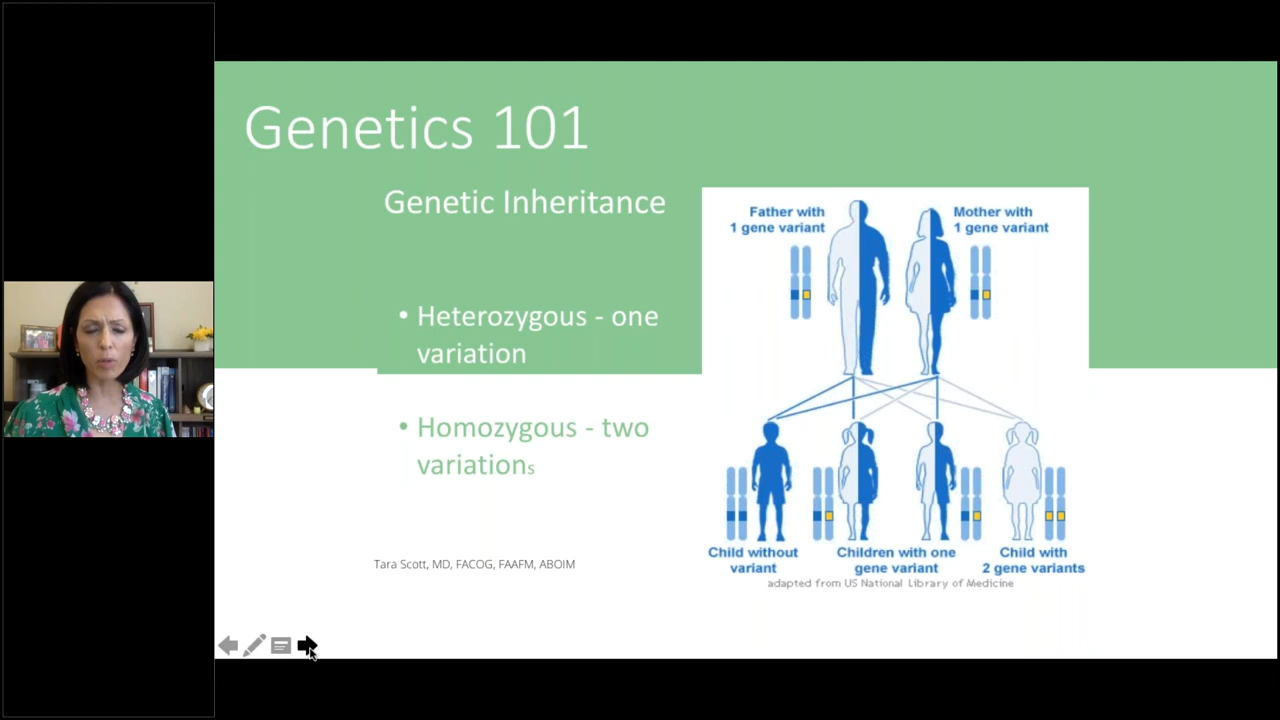 Genetics 101
Genetic Inheritance
• Heterozygous - one
variation
• Homozygous - two
variations
Tara Scott, MD, FACOG, FAAFM, ABOIM
Father with
1 gene variant
Mother with
1 gene variant
Child without
variant
Children with one
gene variant
Child with
2 gene variants
adapted from US National Library of Medicine